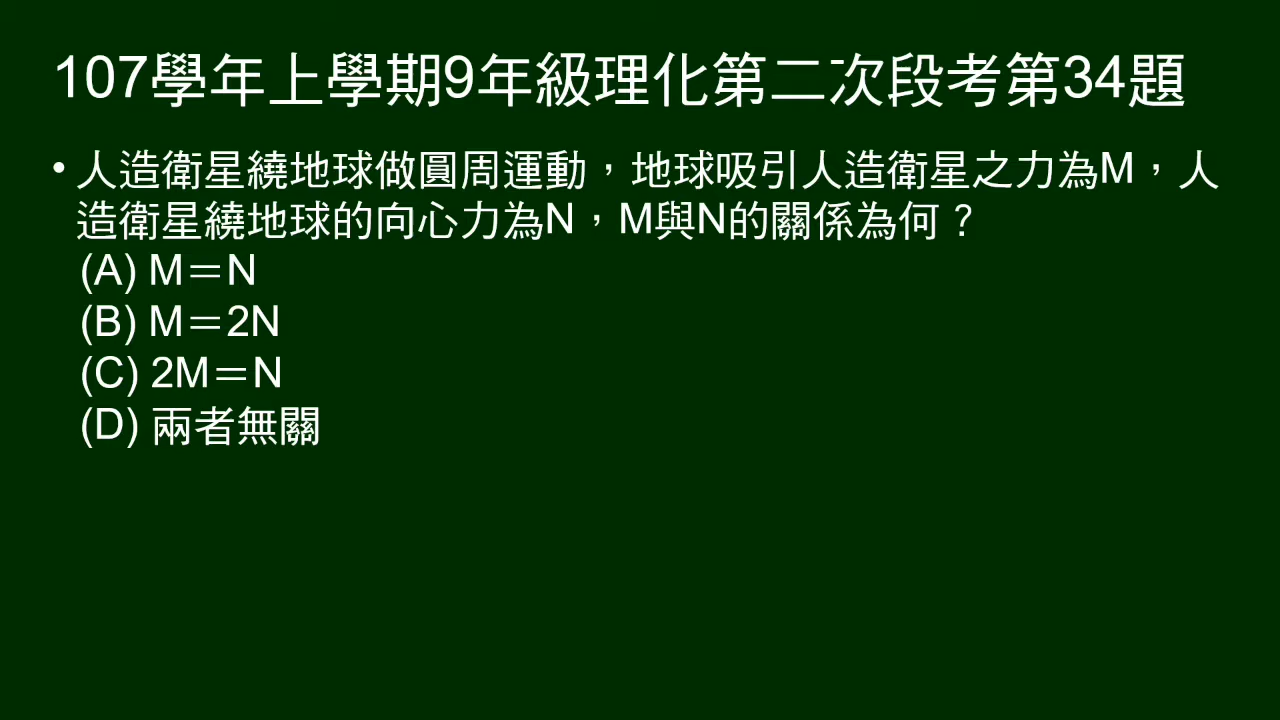 107學年上學期9年級理化第二次段考第34題
• 人造衛星繞地球做圓周運動，地球吸引人造衛星之力為M，人
造衛星繞地球的向心力為N，M與N的關係為何？
(A) M＝N
(B) M＝2N
(C) 2M＝N
(D) 兩者無關